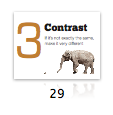 3
Contrast
If it's not exactly the same,
make it very different
29